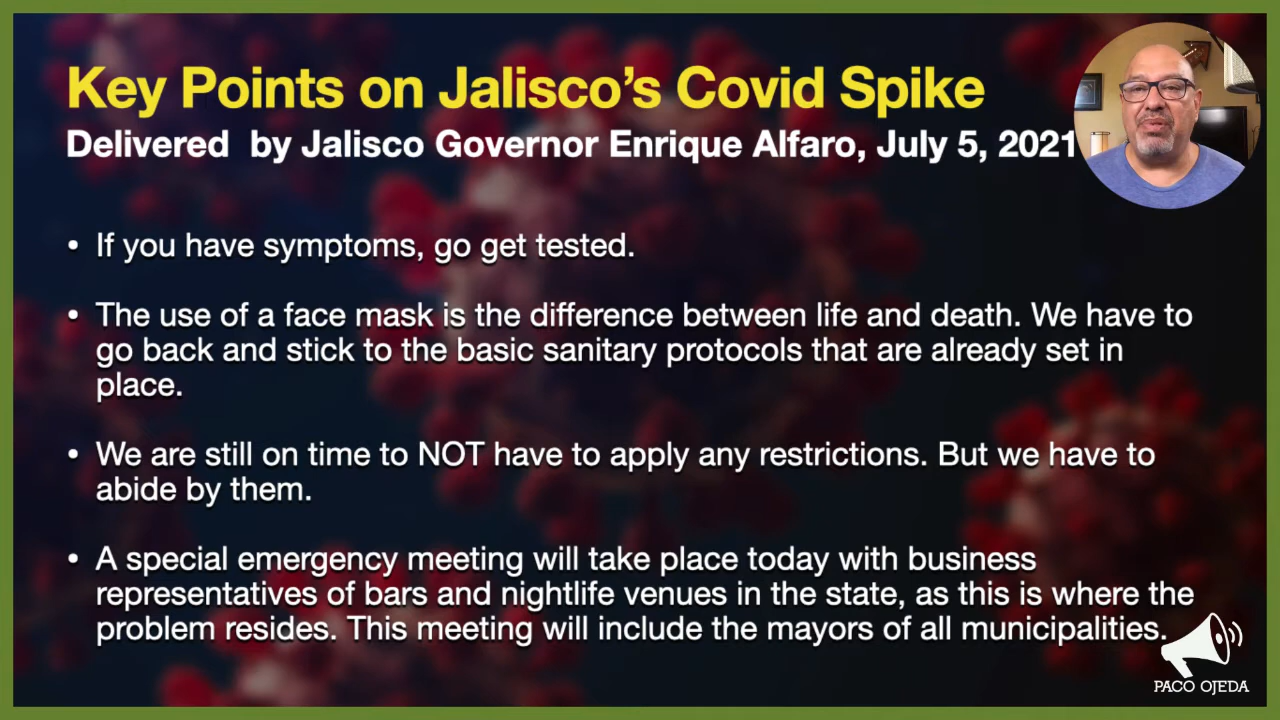 Key Points on Jalisco’s Covid Spike
Delivered  by Jalisco Governor Enrique Alfaro, July 5, 2021
• If you have symptoms, go get tested.
• The use of a face mask is the difference between life and death. We have to
go back and stick to the basic sanitary protocols that are already set in
place.
• We are still on time to NOT have to apply any restrictions. But we have to
abide by them.
• A special emergency meeting will take place today with business
representatives of bars and nightlife venues in the state, as this is where the
problem resides. This meeting will include the mayors of all municipalities.
PACO OJEDA